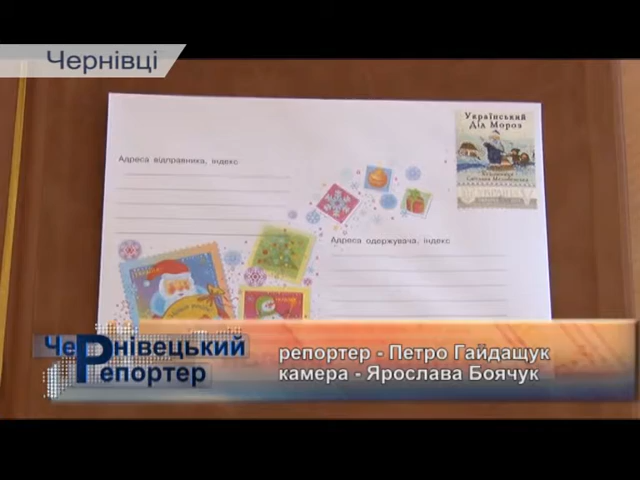 Чернівці
Український
Дід Мороз
Адреса відправника, індекс
Адреса одержувача, індекс
Чернівецький
Репортер
репортер - Петро Гайдащук
камера - Ярослава Боячук